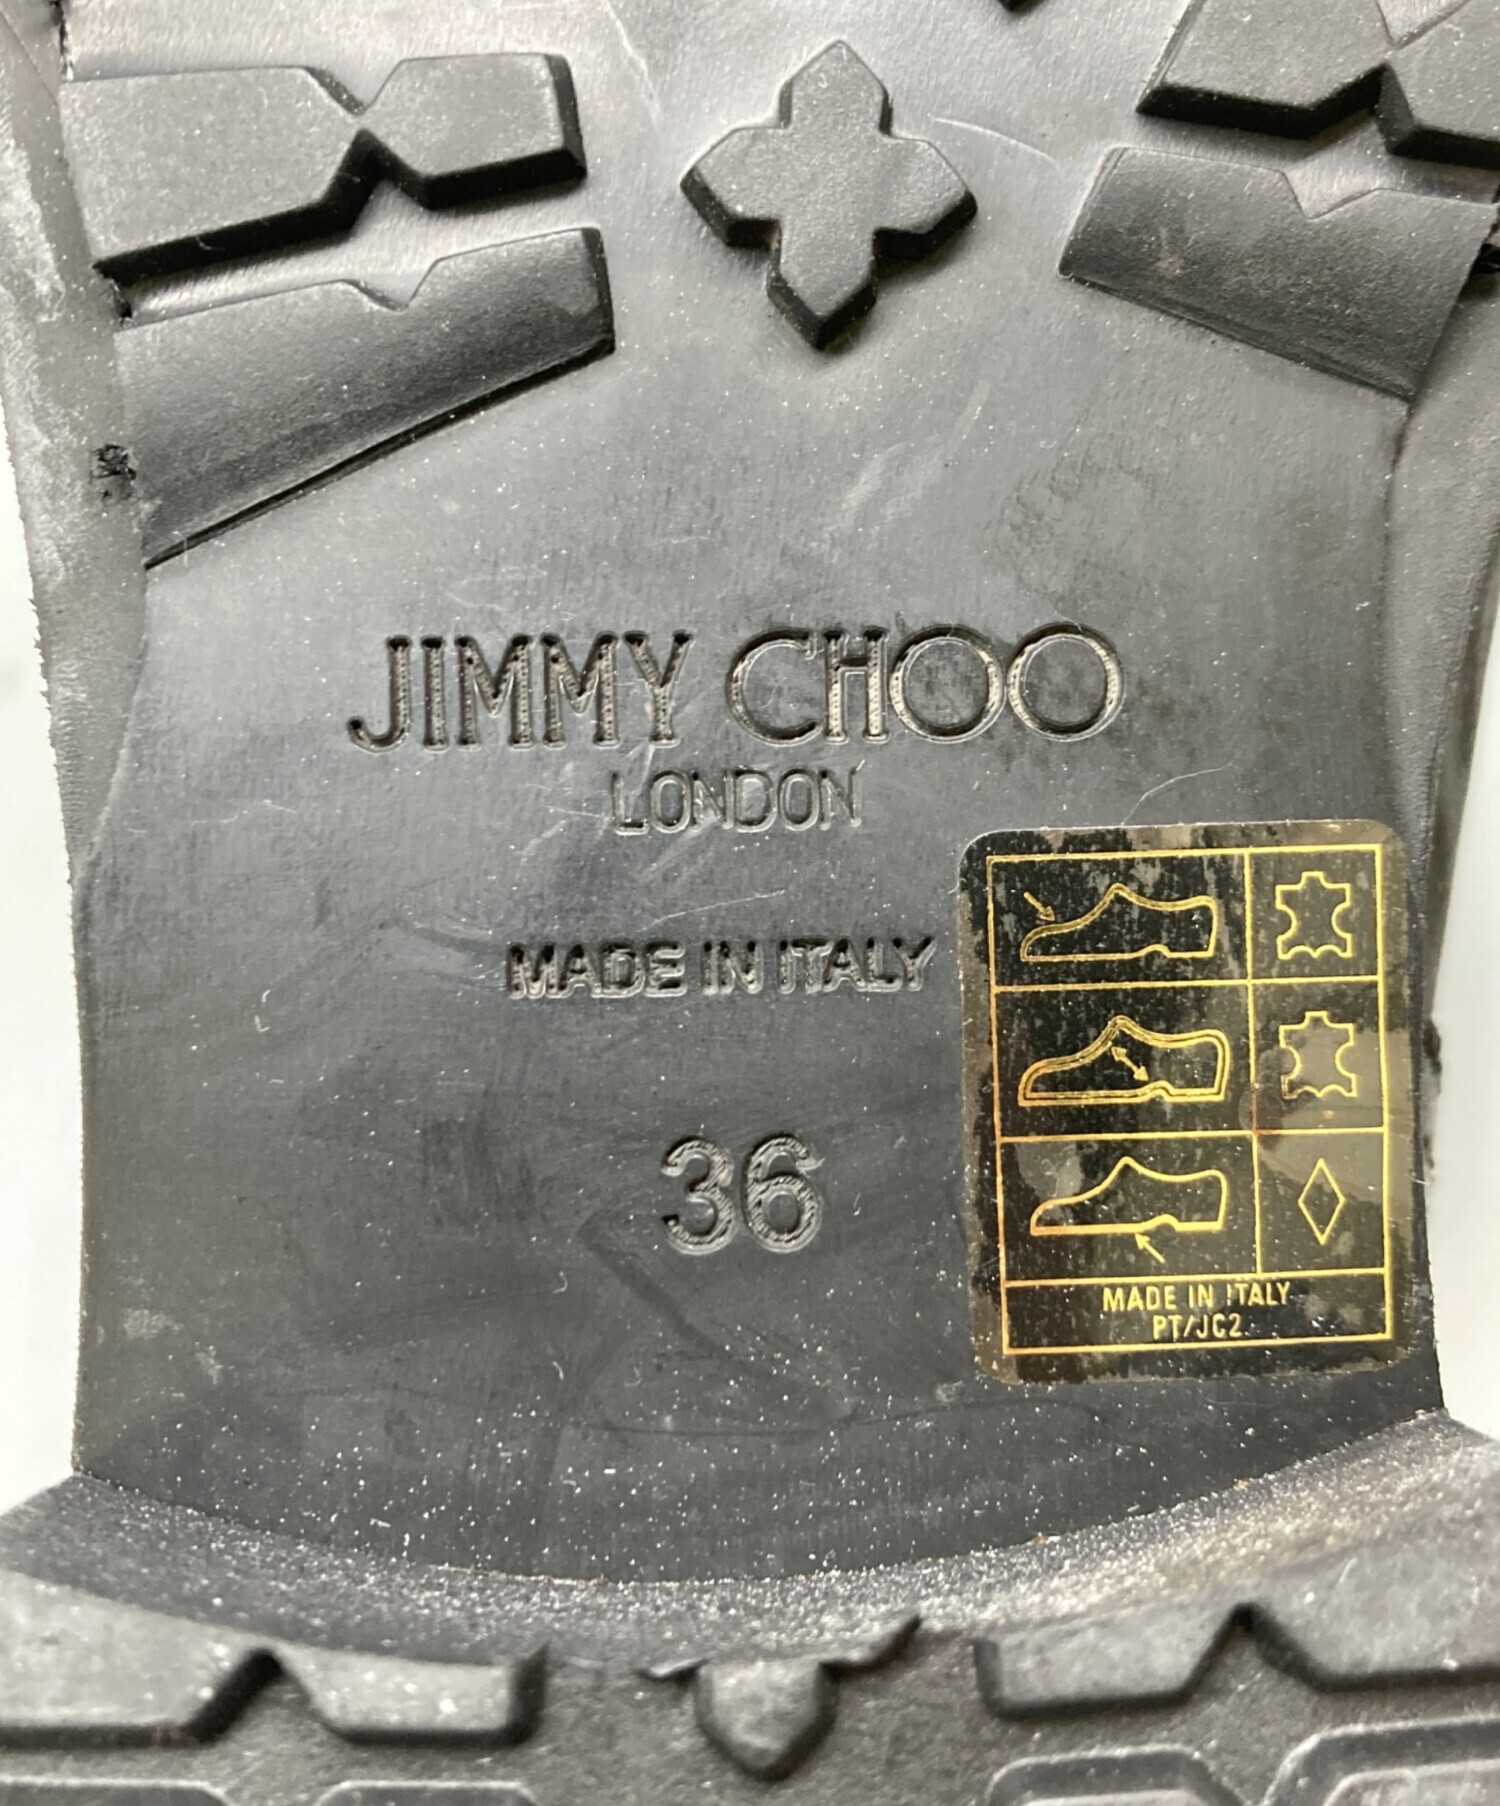 JIMMY CHOO
LONDON
MADE IN ITALY
36
MADE IN ITALY
PT/JC2